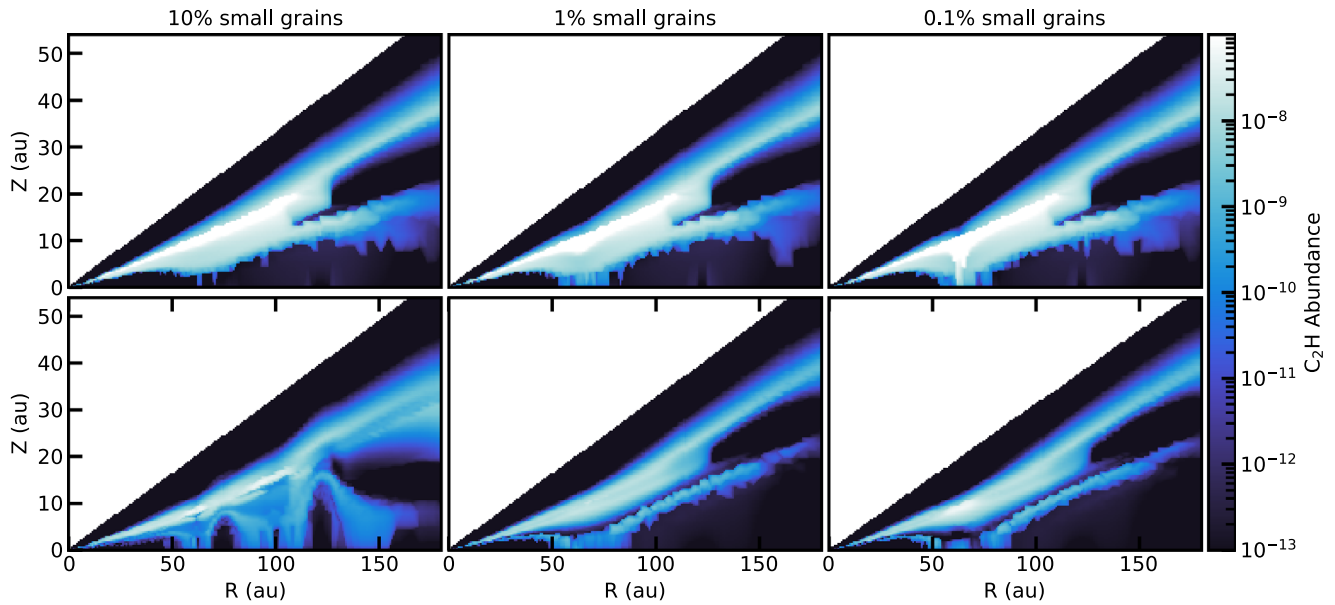 10% small grains
1% small grains
0.1% small grains
50
40
30
20
10
0
Z (au)
50
40
30
20
10
0
Z (au)
0 50 100 150
0 50 100 150
0 50 100 150
R (au)
R (au)
R (au)
10⁻⁸
10⁻⁹
10⁻¹⁰
10⁻¹¹
10⁻¹²
10⁻¹³
C₂H Abundance